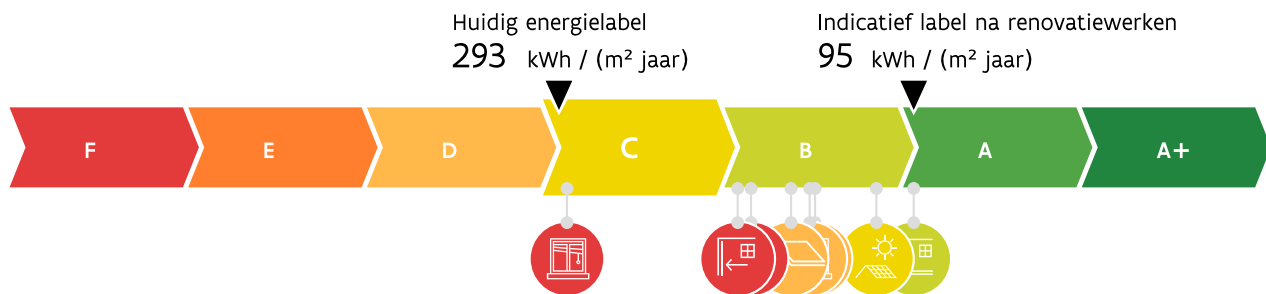 Huidig energielabel
293 kWh / (m² jaar)
Indicatief label na renovatiewerken
95 kWh / (m² jaar)
F
E
D
C
B
A
A+